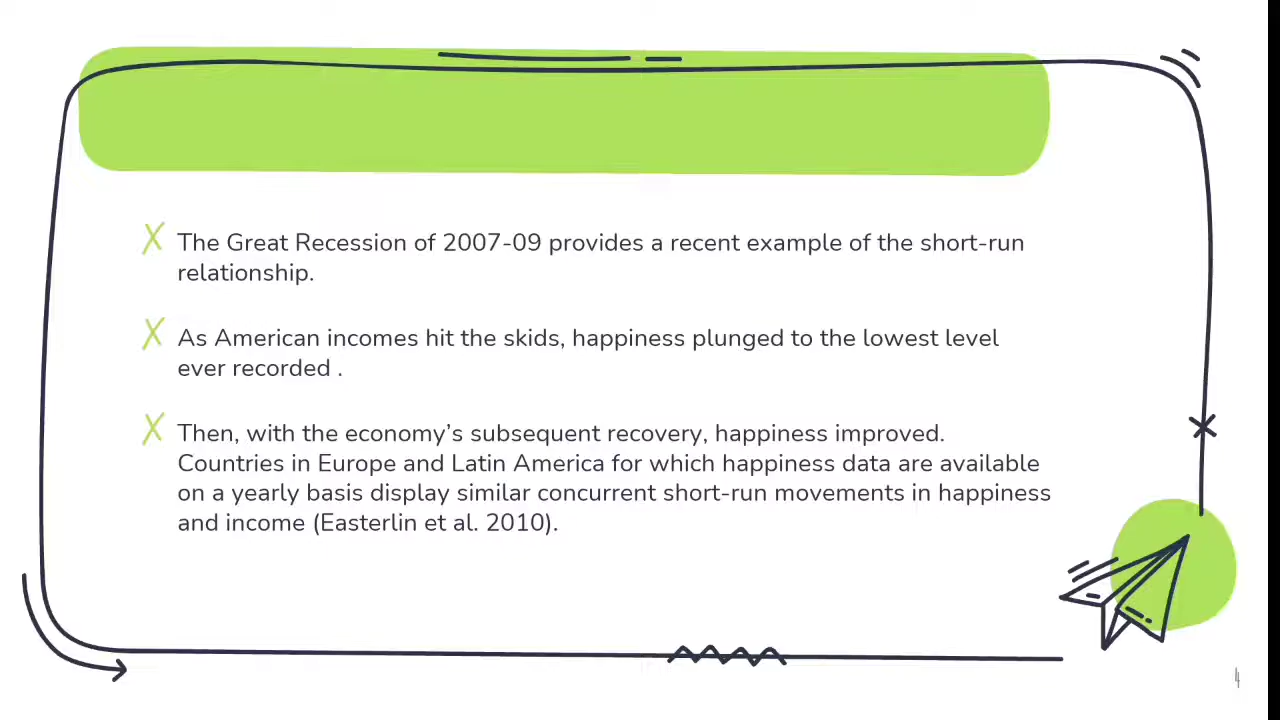 The Great Recession of 2007-09 provides a recent example of the short-run
relationship.
As American incomes hit the skids, happiness plunged to the lowest level
ever recorded .
Then, with the economy’s subsequent recovery, happiness improved.
Countries in Europe and Latin America for which happiness data are available
on a yearly basis display similar concurrent short-run movements in happiness
and income (Easterlin et al. 2010).
4